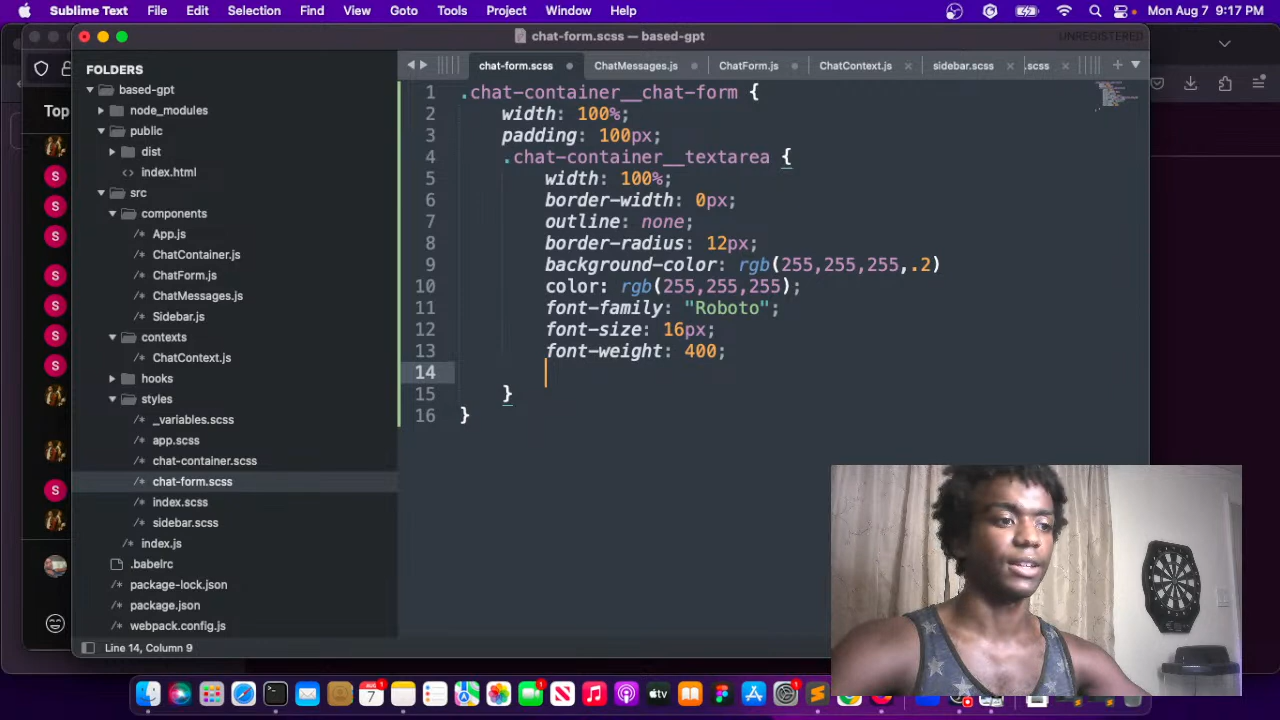 Sublime Text File Edit Selection Find View Goto Tools Project Window Help Mon Aug 7 9:17 PM
chat-form.scss — based-gpt
UNREGISTERED
FOLDERS
chat-form.scss ChatMessages.js ChatForm.js ChatContext.js sidebar.scss .scss
Top
based-gpt
node_modules
public
dist
index.html
src
components
App.js
ChatContainer.js
ChatForm.js
ChatMessages.js
Sidebar.js
contexts
ChatContext.js
hooks
styles
_variables.scss
app.scss
chat-container.scss
chat-form.scss
index.scss
sidebar.scss
index.js
.babelrc
package-lock.json
package.json
webpack.config.js
1 .chat-container__chat-form {
2 width: 100%;
3 padding: 100px;
4 .chat-container__textarea {
5 width: 100%;
6 border-width: 0px;
7 outline: none;
8 border-radius: 12px;
9 background-color: rgb(255,255,255,.2)
10 color: rgb(255,255,255);
11 font-family: "Roboto";
12 font-size: 16px;
13 font-weight: 400;
14
15 }
16 }
S
S
S
S
S
S
S
S
Line 14, Column 9